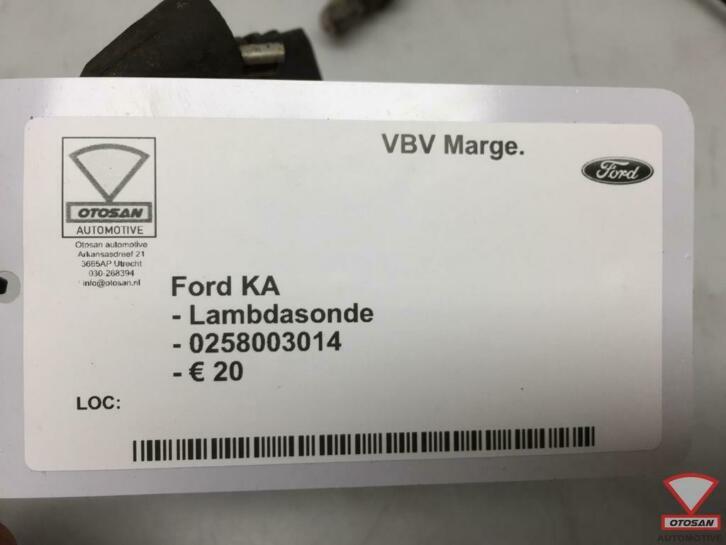 VBV Marge.
Ford
OTOSAN
AUTOMOTIVE
Otosan automotive
Arkansasdreef 21
3565AP Utrecht
030-268394
info@otosan.nl
Ford KA
- Lambdasonde
- 0258003014
- € 20
LOC:
OTOSAN
AUTOMOTIVE